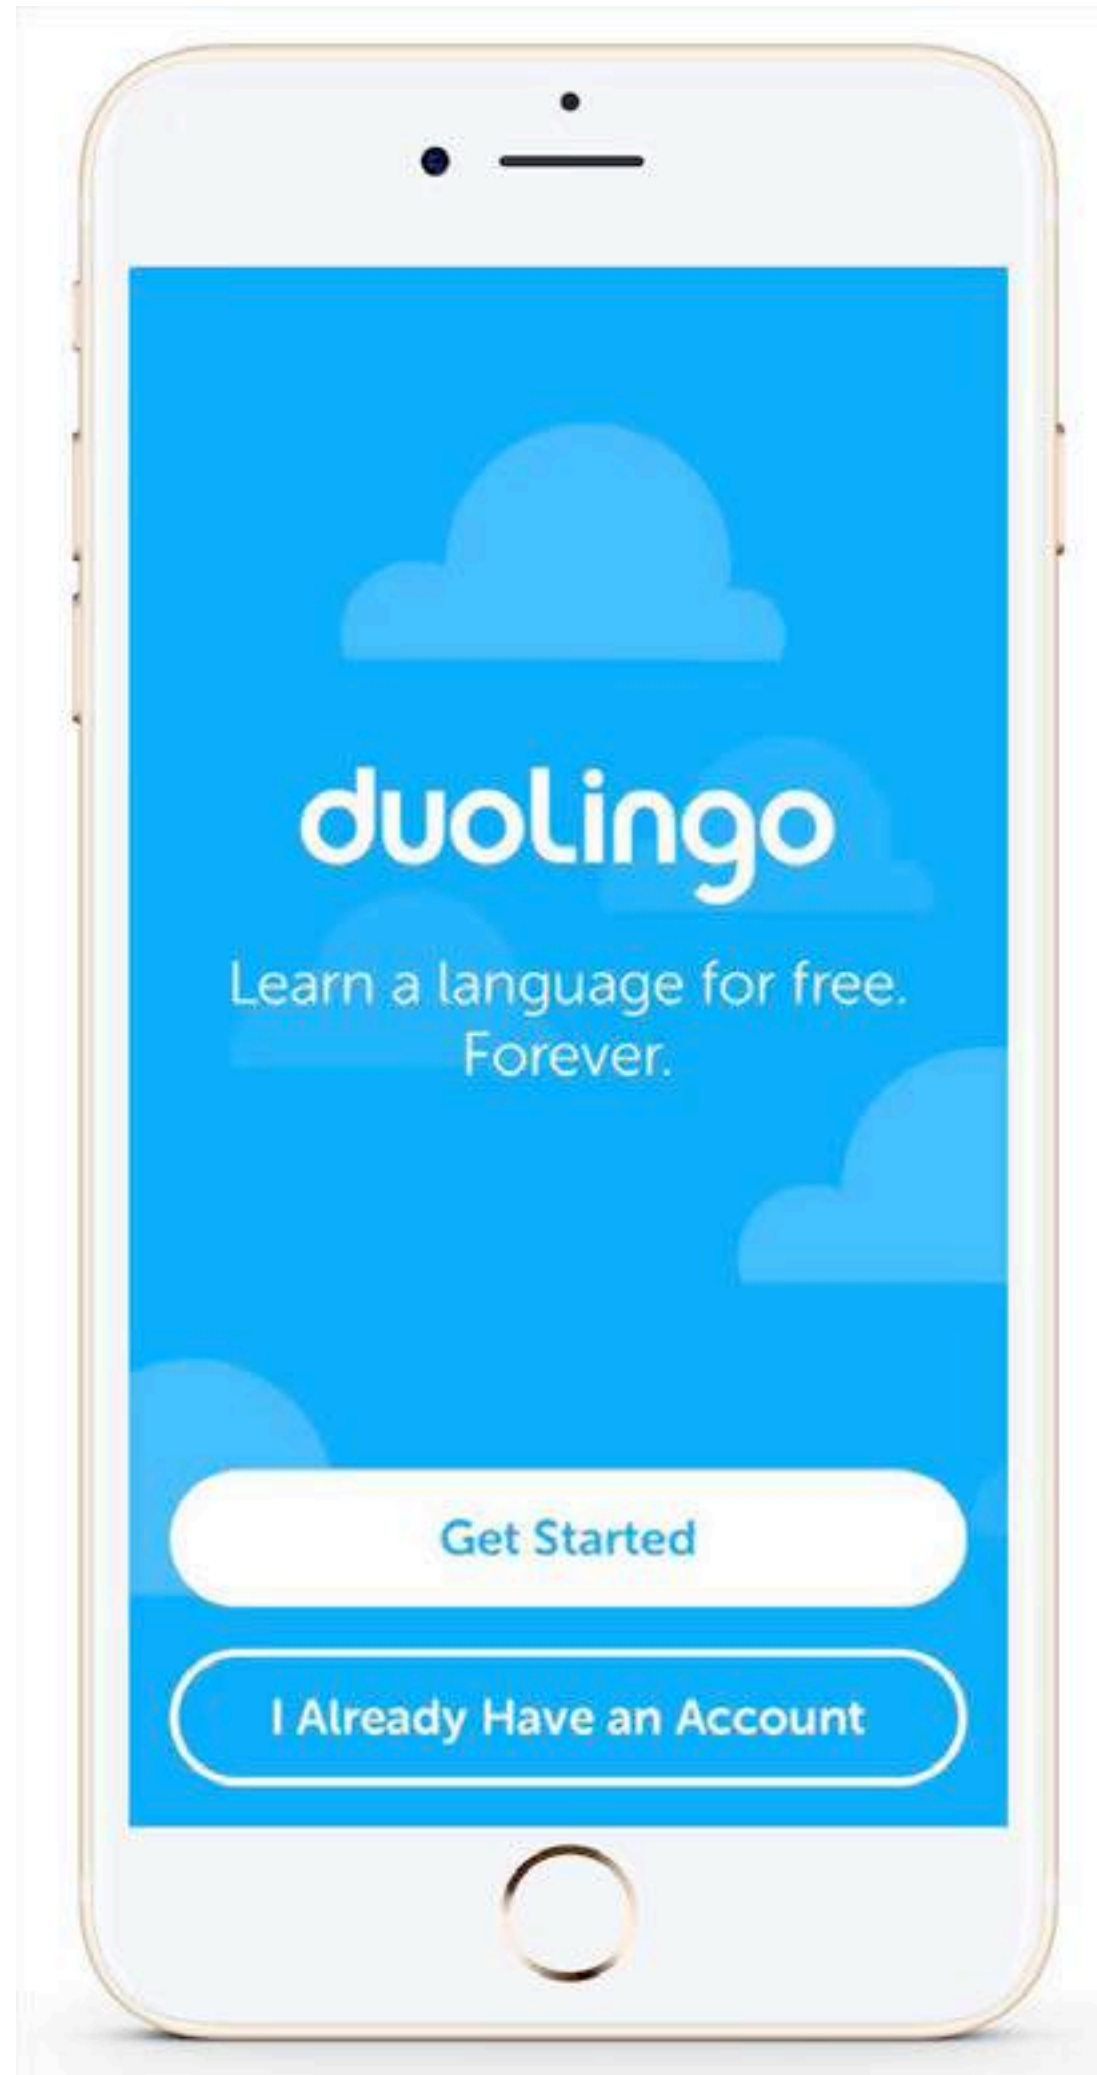 duolingo
Learn a language for free.
Forever.
Get Started
I Already Have an Account